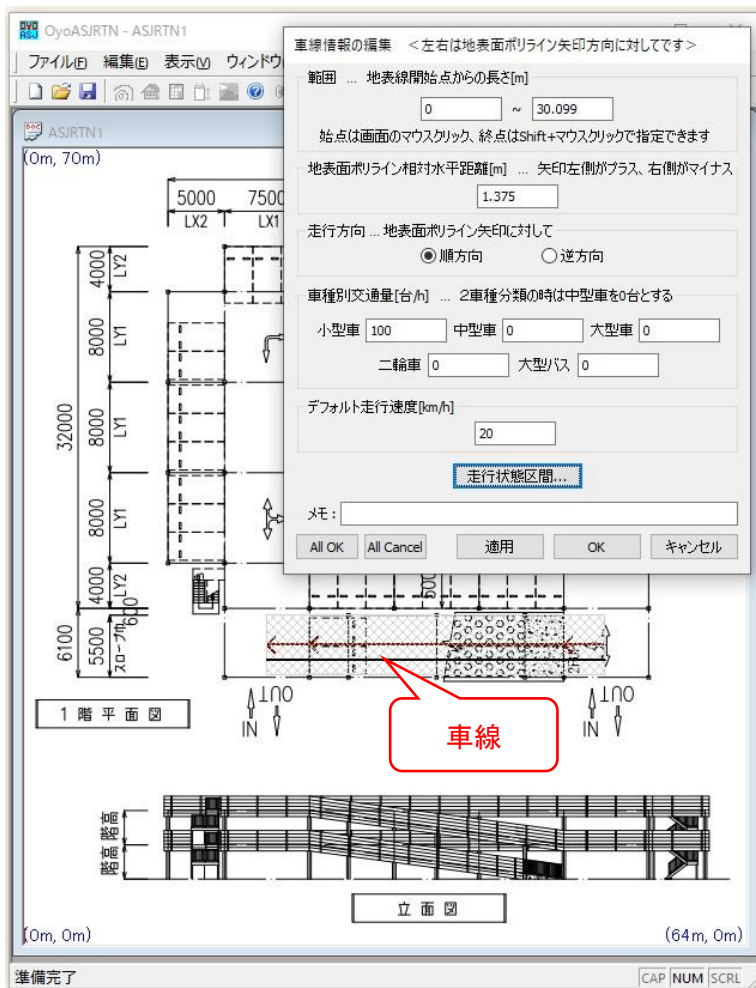 OyoASJRTN - ASJRTN1
ファイル(F) 編集(E) 表示(V) ウィンドウ
ASJRTN1
(0m, 70m)
5000 7500
LX2 LX1
4000 LY2
8000 LY1
8000 LY1
8000 LY1
4000 LY2
32000
600
6100
5500
スロープ巾
1 階 平 面 図
IN OUT
IN OUT
車線
階高
階高
立 面 図
(0m, 0m)
(64m, 0m)
準備完了
CAP NUM SCRL
車線情報の編集 <左右は地表面ポリライン矢印方向に対してです>
範囲 ... 地表線開始点からの長さ[m]
0 ~ 30.099
始点は画面のマウスクリック、終点はShift+マウスクリックで指定できます
地表面ポリライン相対水平距離[m] ... 矢印左側がプラス、右側がマイナス
1.375
走行方向 ... 地表面ポリライン矢印に対して
順方向 逆方向
車種別交通量[台/h] ... 2車種分類の時は中型車を0台とする
小型車 100 中型車 0 大型車 0
二輪車 0 大型バス 0
デフォルト走行速度[km/h]
20
走行状態区間...
メモ:
All OK All Cancel 適用 OK キャンセル